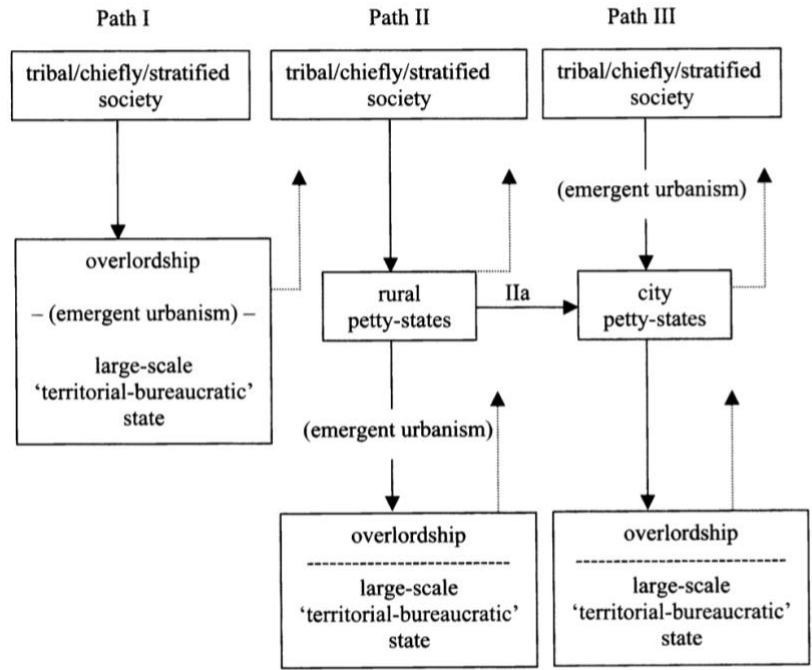 Path I
Path II
Path III
tribal/chiefly/stratified
society
tribal/chiefly/stratified
society
tribal/chiefly/stratified
society
(emergent urbanism)
overlordship
– (emergent urbanism) –
large-scale
‘territorial-bureaucratic’
state
rural
petty-states
IIa
city
petty-states
(emergent urbanism)
overlordship
large-scale
‘territorial-bureaucratic’
state
overlordship
large-scale
‘territorial-bureaucratic’
state